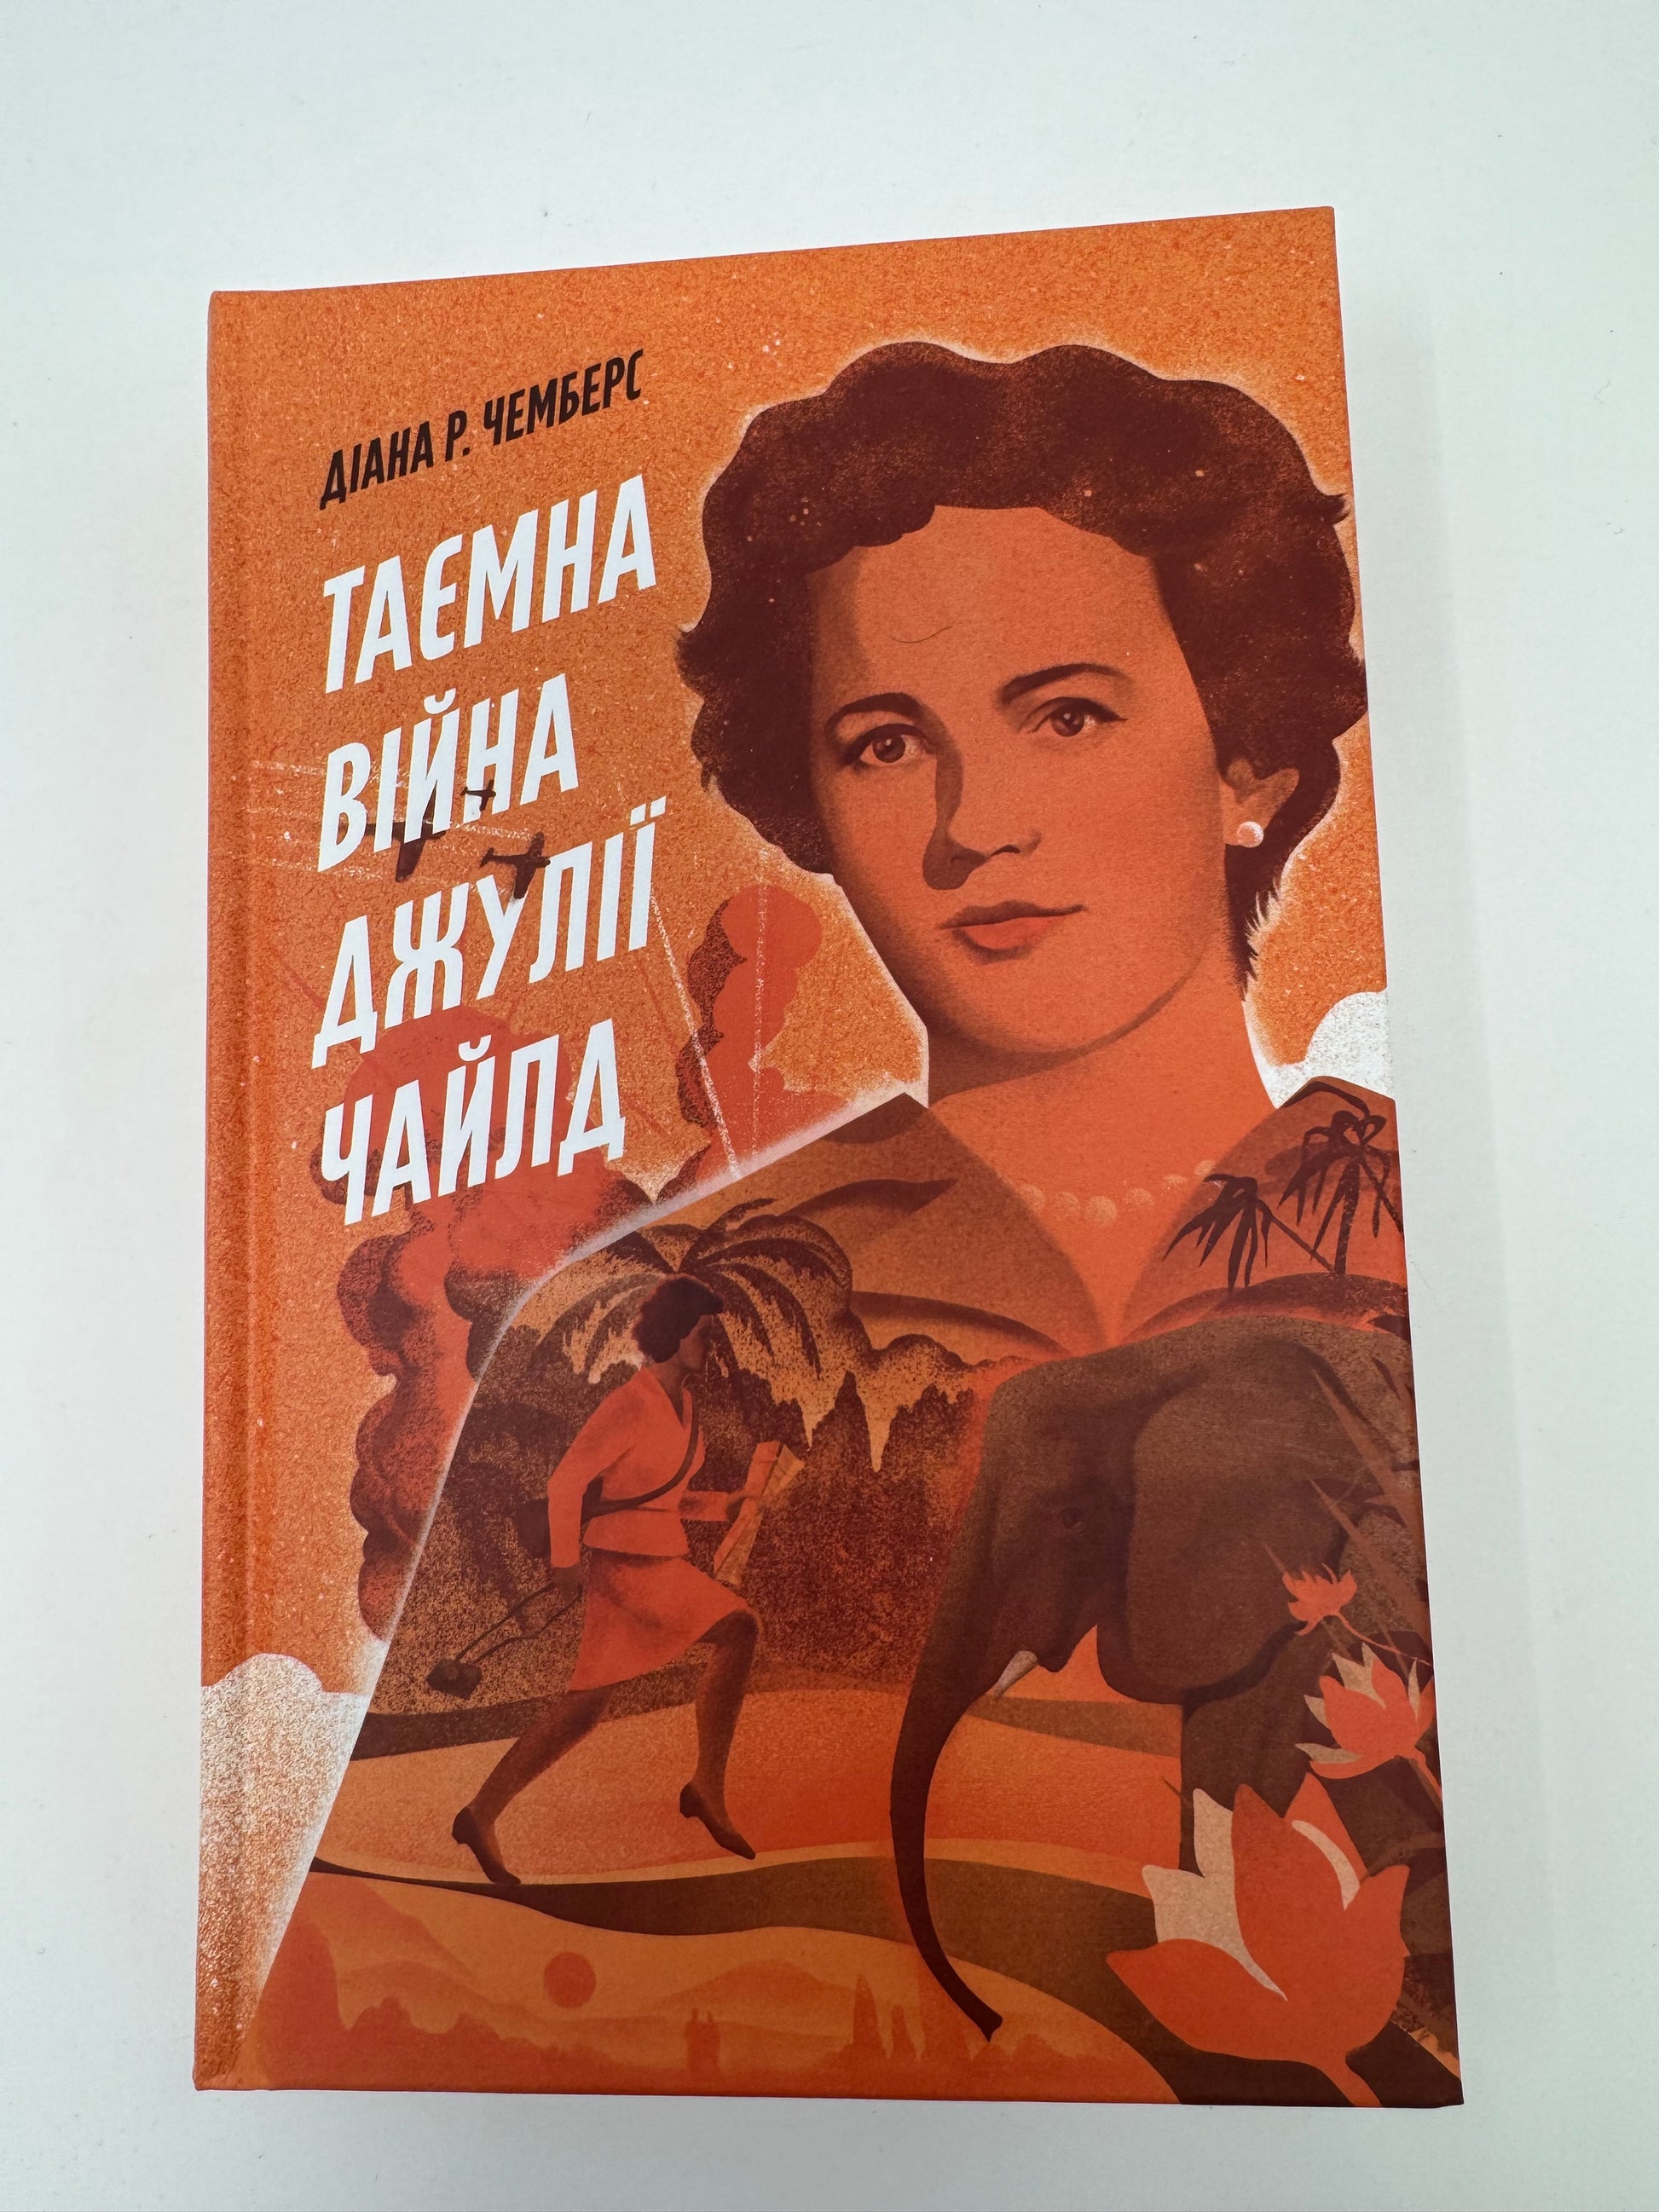 ДІАНА Р. ЧЕМБЕРС
ТАЄМНА
ВІЙНА
ДЖУЛІЇ
ЧАЙЛД